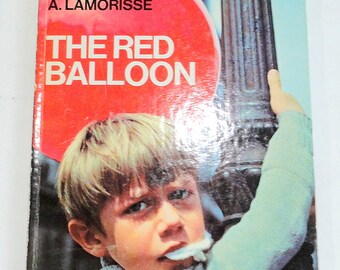 A. LAMORISSE
THE RED
BALLOON